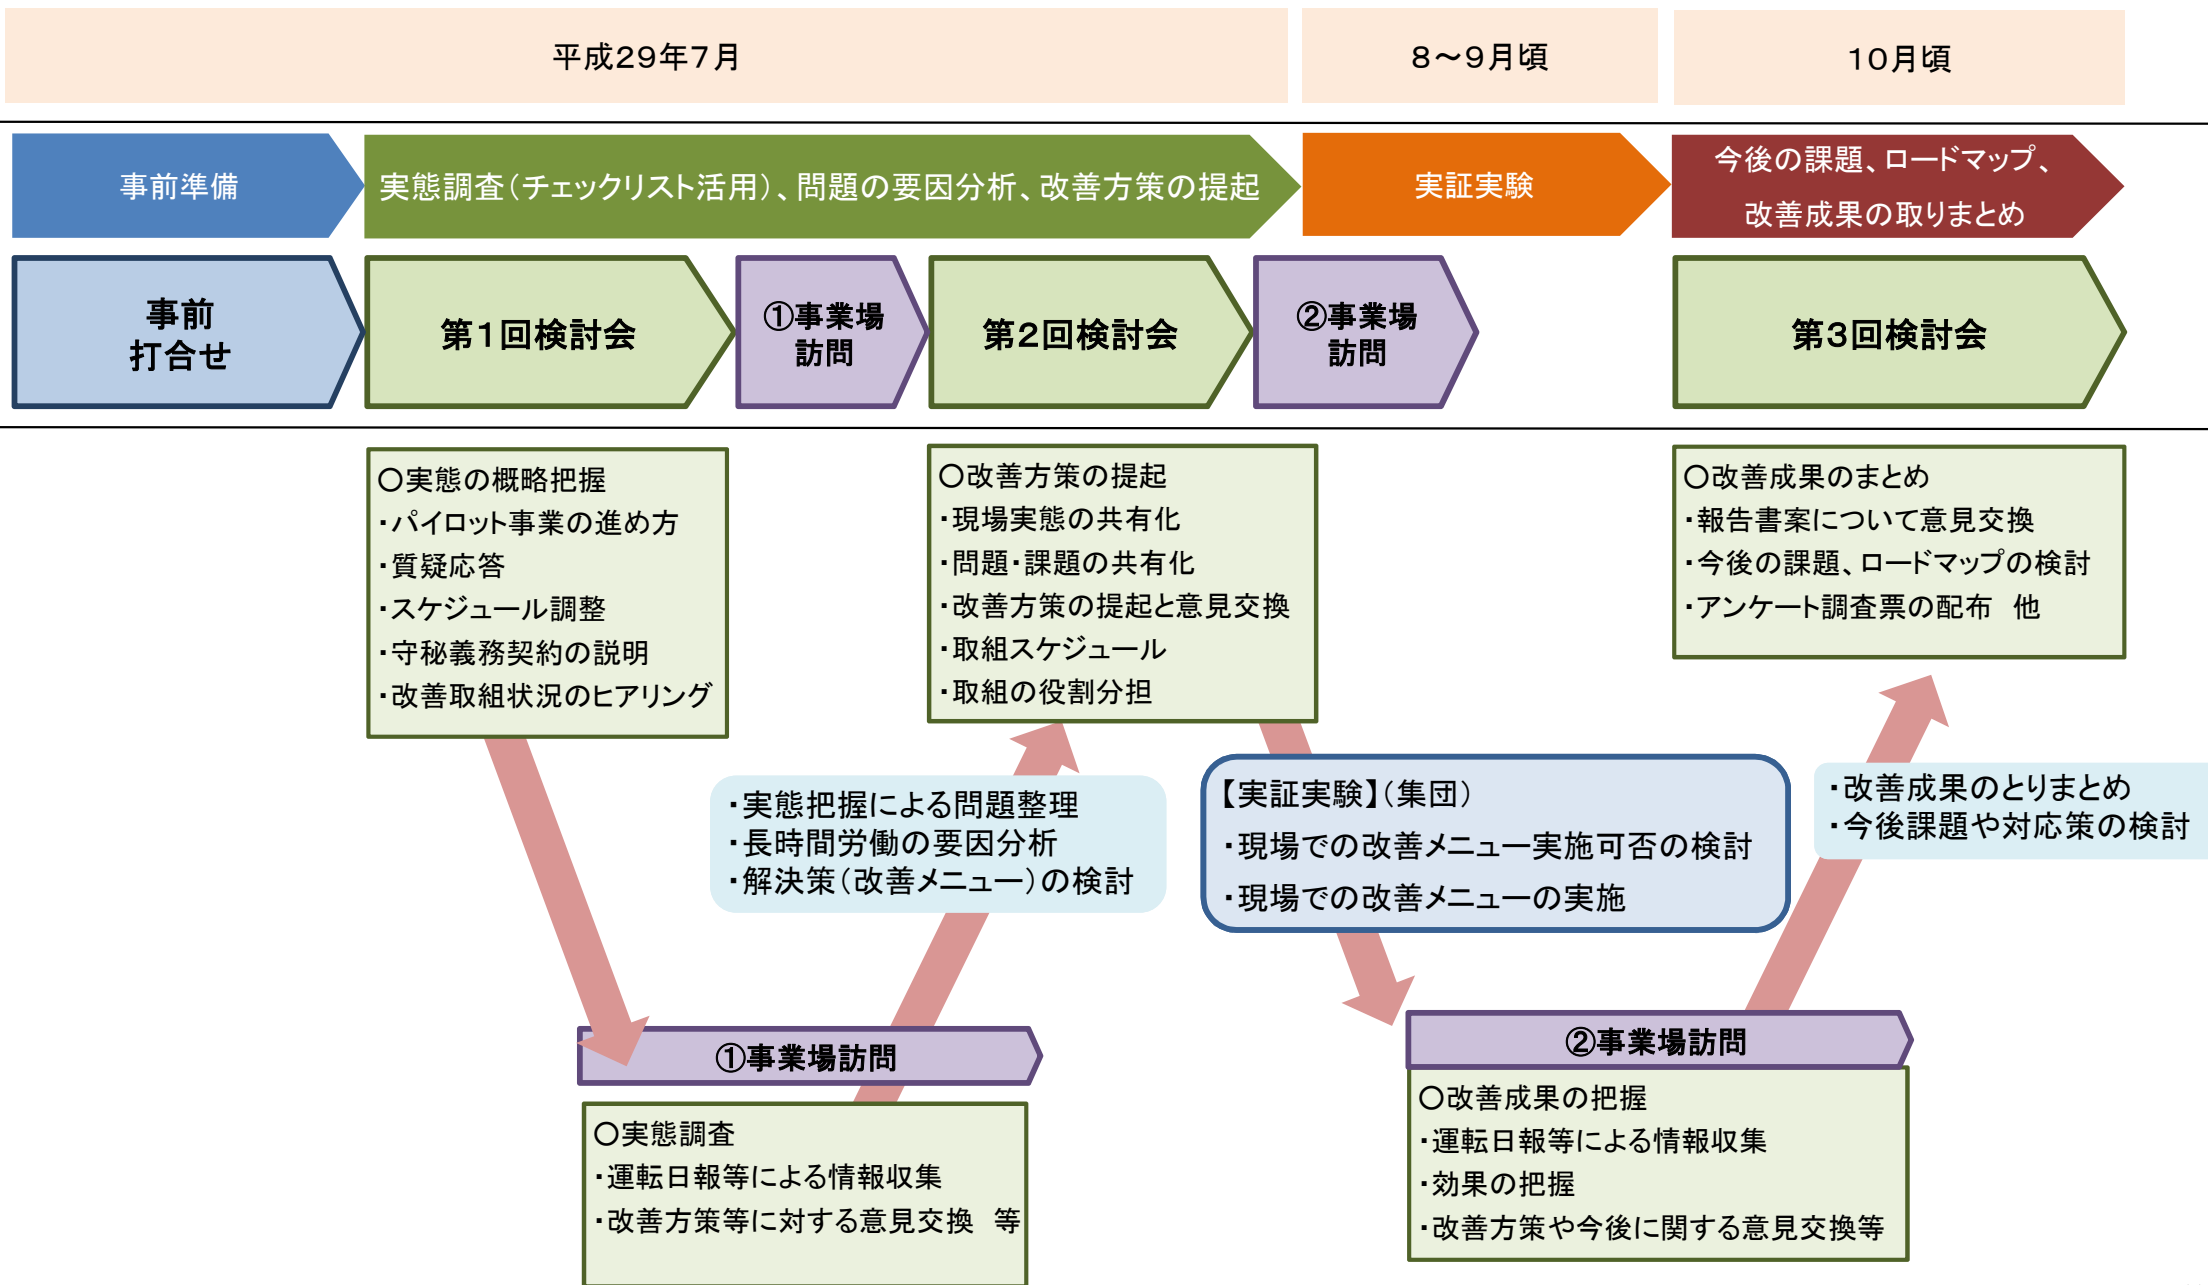 平成29年7月
8～9月頃
10月頃
事前準備
実態調査（チェックリスト活用）、問題の要因分析、改善方策の提起
実証実験
今後の課題、ロードマップ、
改善成果の取りまとめ
事前
打合せ
第1回検討会
①事業場
訪問
第2回検討会
②事業場
訪問
第3回検討会
〇実態の概略把握
・パイロット事業の進め方
・質疑応答
・スケジュール調整
・守秘義務契約の説明
・改善取組状況のヒアリング
〇改善方策の提起
・現場実態の共有化
・問題・課題の共有化
・改善方策の提起と意見交換
・取組スケジュール
・取組の役割分担
〇改善成果のまとめ
・報告書案について意見交換
・今後の課題、ロードマップの検討
・アンケート調査票の配布　他
・実態把握による問題整理
・長時間労働の要因分析
・解決策（改善メニュー）の検討
【実証実験】（集団）
・現場での改善メニュー実施可否の検討
・現場での改善メニューの実施
・改善成果のとりまとめ
・今後課題や対応策の検討
①事業場訪問
〇実態調査
・運転日報等による情報収集
・改善方策等に対する意見交換　等
②事業場訪問
〇改善成果の把握
・運転日報等による情報収集
・効果の把握
・改善方策や今後に関する意見交換等